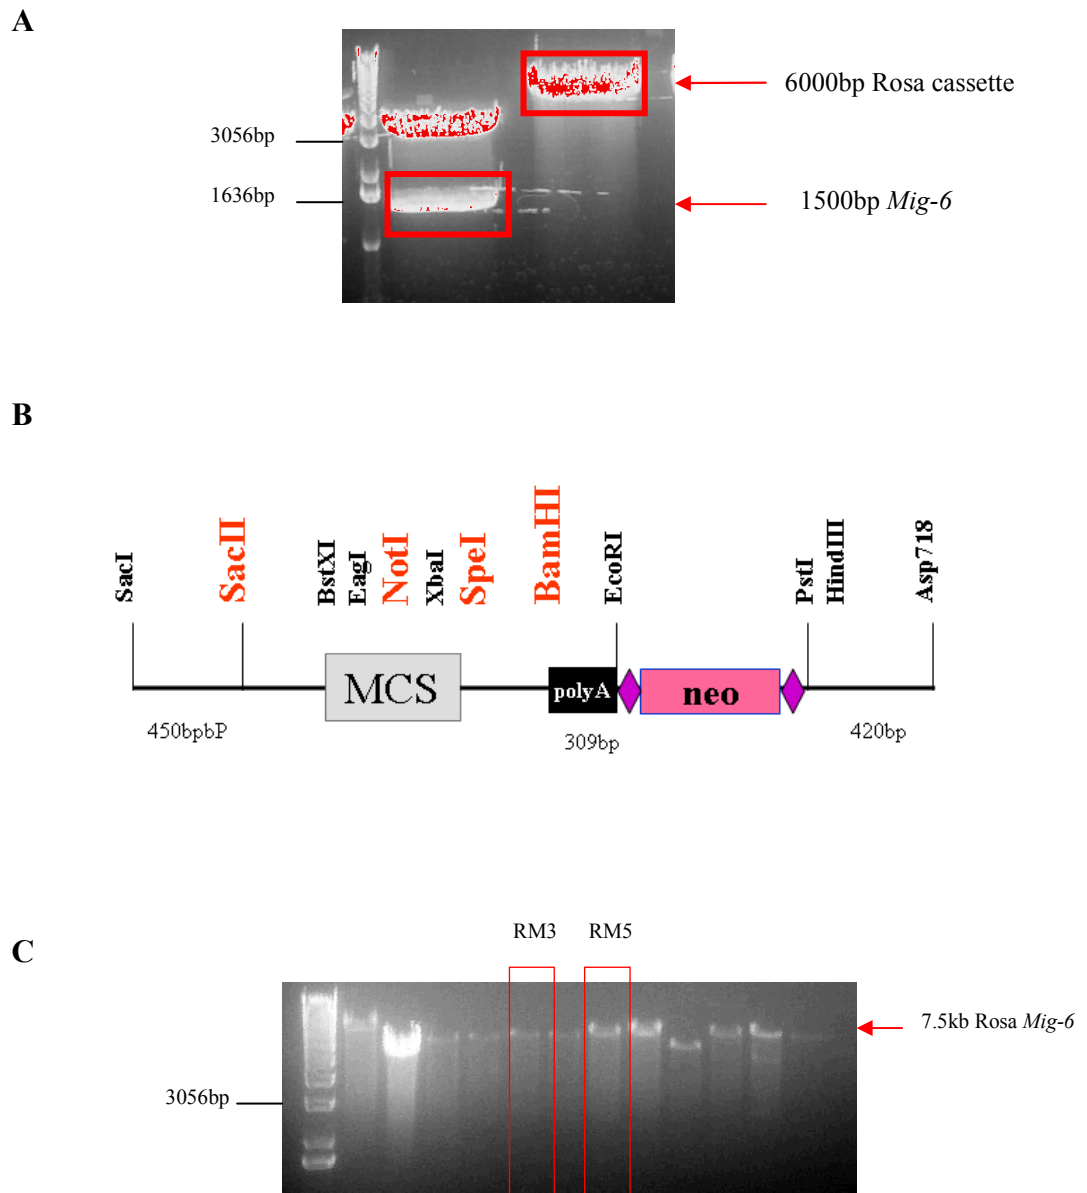 A
6000bp Rosa cassette
3056bp
1636bp
1500bp Mig-6
B
SacI
SacII
BstXI
EagI
NotI
XbaI
SpeI
BamHI
EcoRI
PstI
HindIII
Asp718
MCS
polyA
neo
450bpbP
309bp
420bp
C
RM3 RM5
7.5kb Rosa Mig-6
3056bp